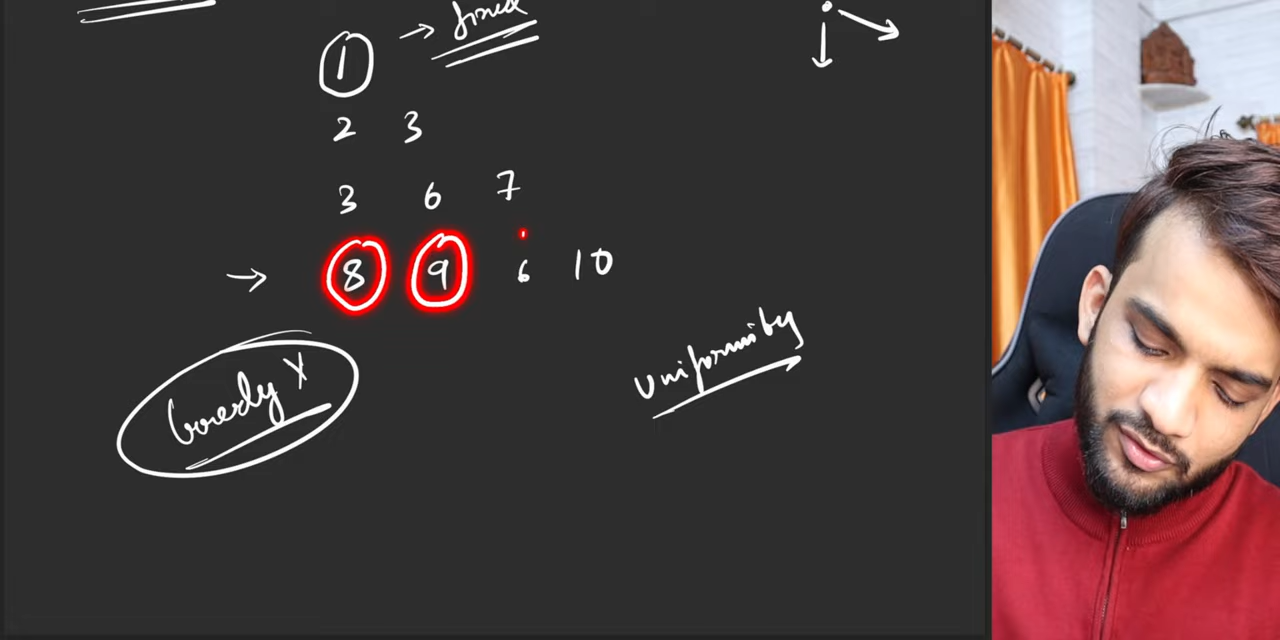 1 → fixed
2 3
3 6 7
→ 8 9 6 10
Greedy X
uniformity